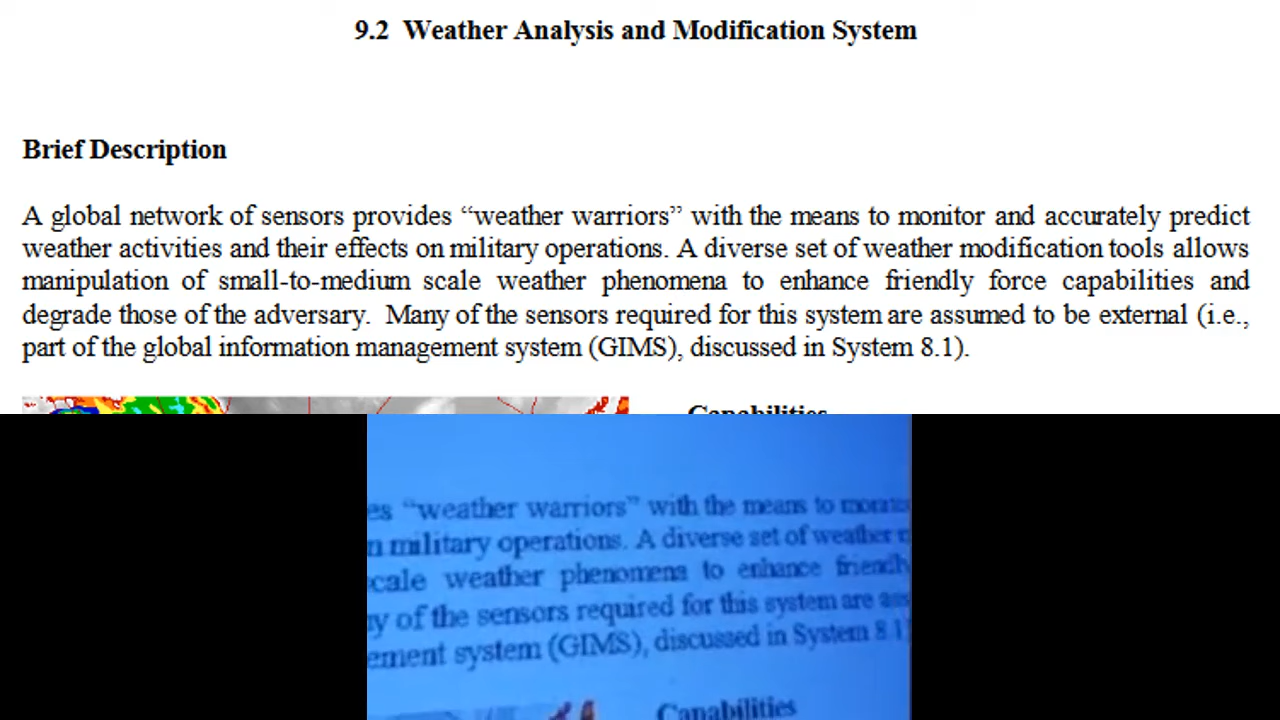 9.2 Weather Analysis and Modification System
Brief Description
A global network of sensors provides “weather warriors” with the means to monitor and accurately predict
weather activities and their effects on military operations. A diverse set of weather modification tools allows
manipulation of small-to-medium scale weather phenomena to enhance friendly force capabilities and
degrade those of the adversary. Many of the sensors required for this system are assumed to be external (i.e.,
part of the global information management system (GIMS), discussed in System 8.1).
Capabilities
es “weather warriors” with the means to
n military operations. A diverse set of weather
cale weather phenomena to enhance
y of the sensors required for this system are
ement system (GIMS), discussed in System 8.1
Capabilities